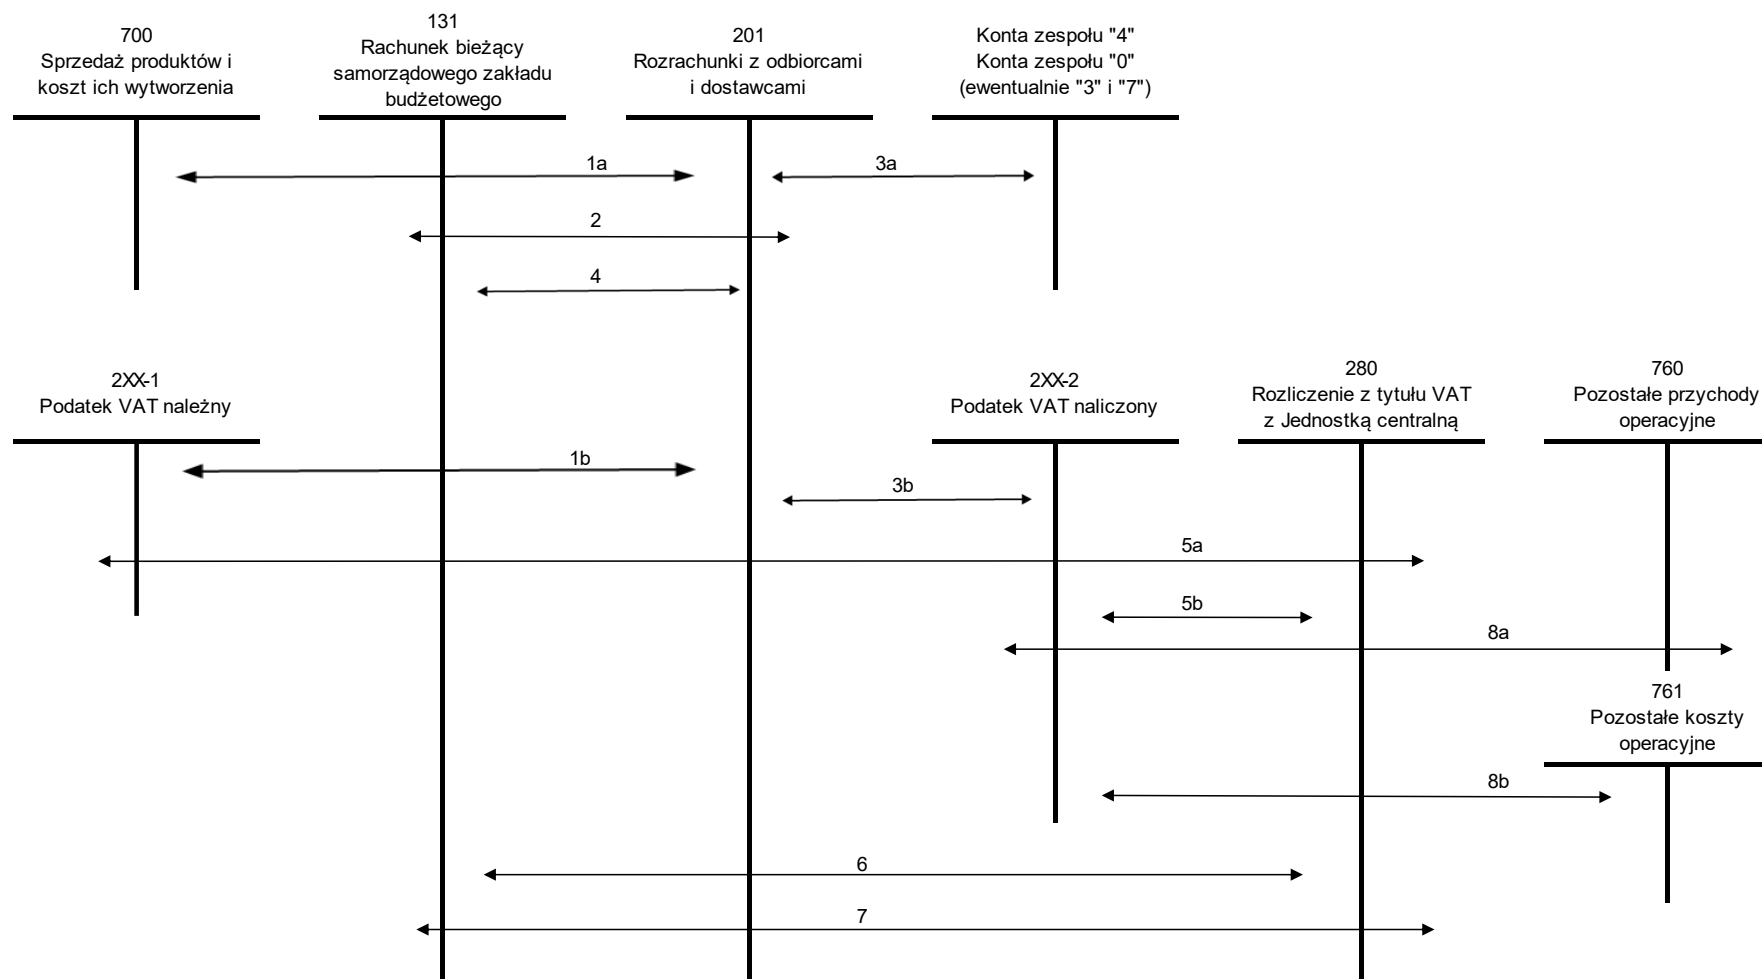 700
Sprzedaż produktów i
koszt ich wytworzenia
131
Rachunek bieżący
samorządowego zakładu
budżetowego
201
Rozrachunki z odbiorcami
i dostawcami
Konta zespołu "4"
Konta zespołu "0"
(ewentualnie "3" i "7")
1a
3a
2
4
2XX-1
Podatek VAT należny
2XX-2
Podatek VAT naliczony
280
Rozliczenie z tytułu VAT
z Jednostką centralną
760
Pozostałe przychody
operacyjne
1b
3b
5a
5b
8a
761
Pozostałe koszty
operacyjne
8b
6
7